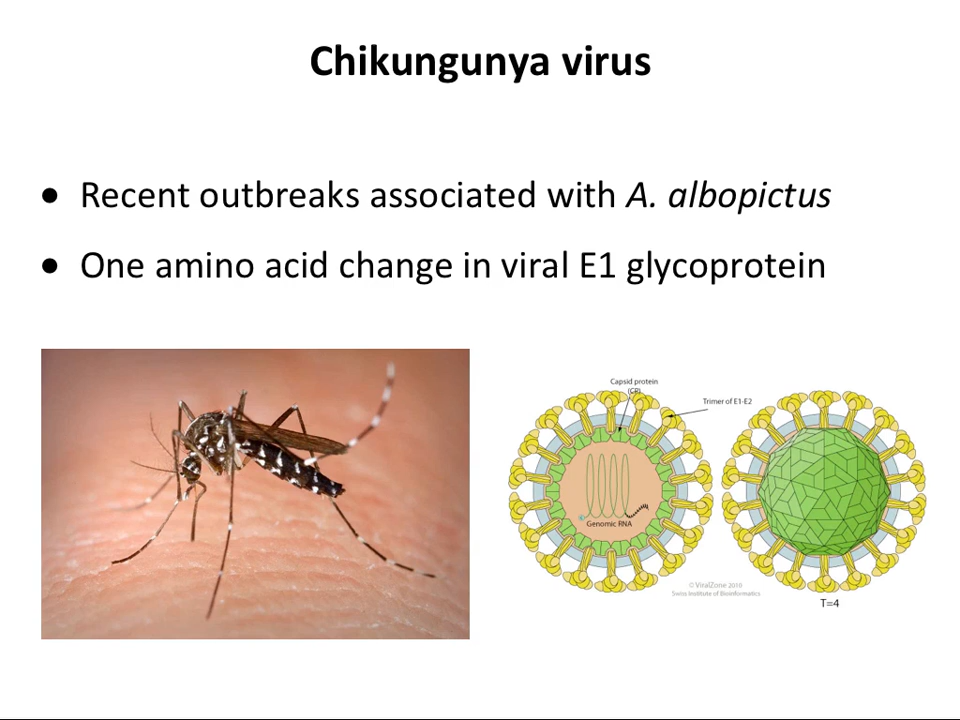 Chikungunya virus
• Recent outbreaks associated with A. albopictus
• One amino acid change in viral E1 glycoprotein
Capsid protein
(CP)
Trimer of E1-E2
Genomic RNA
© ViralZone 2010
Swiss Institute of Bioinformatics
T=4